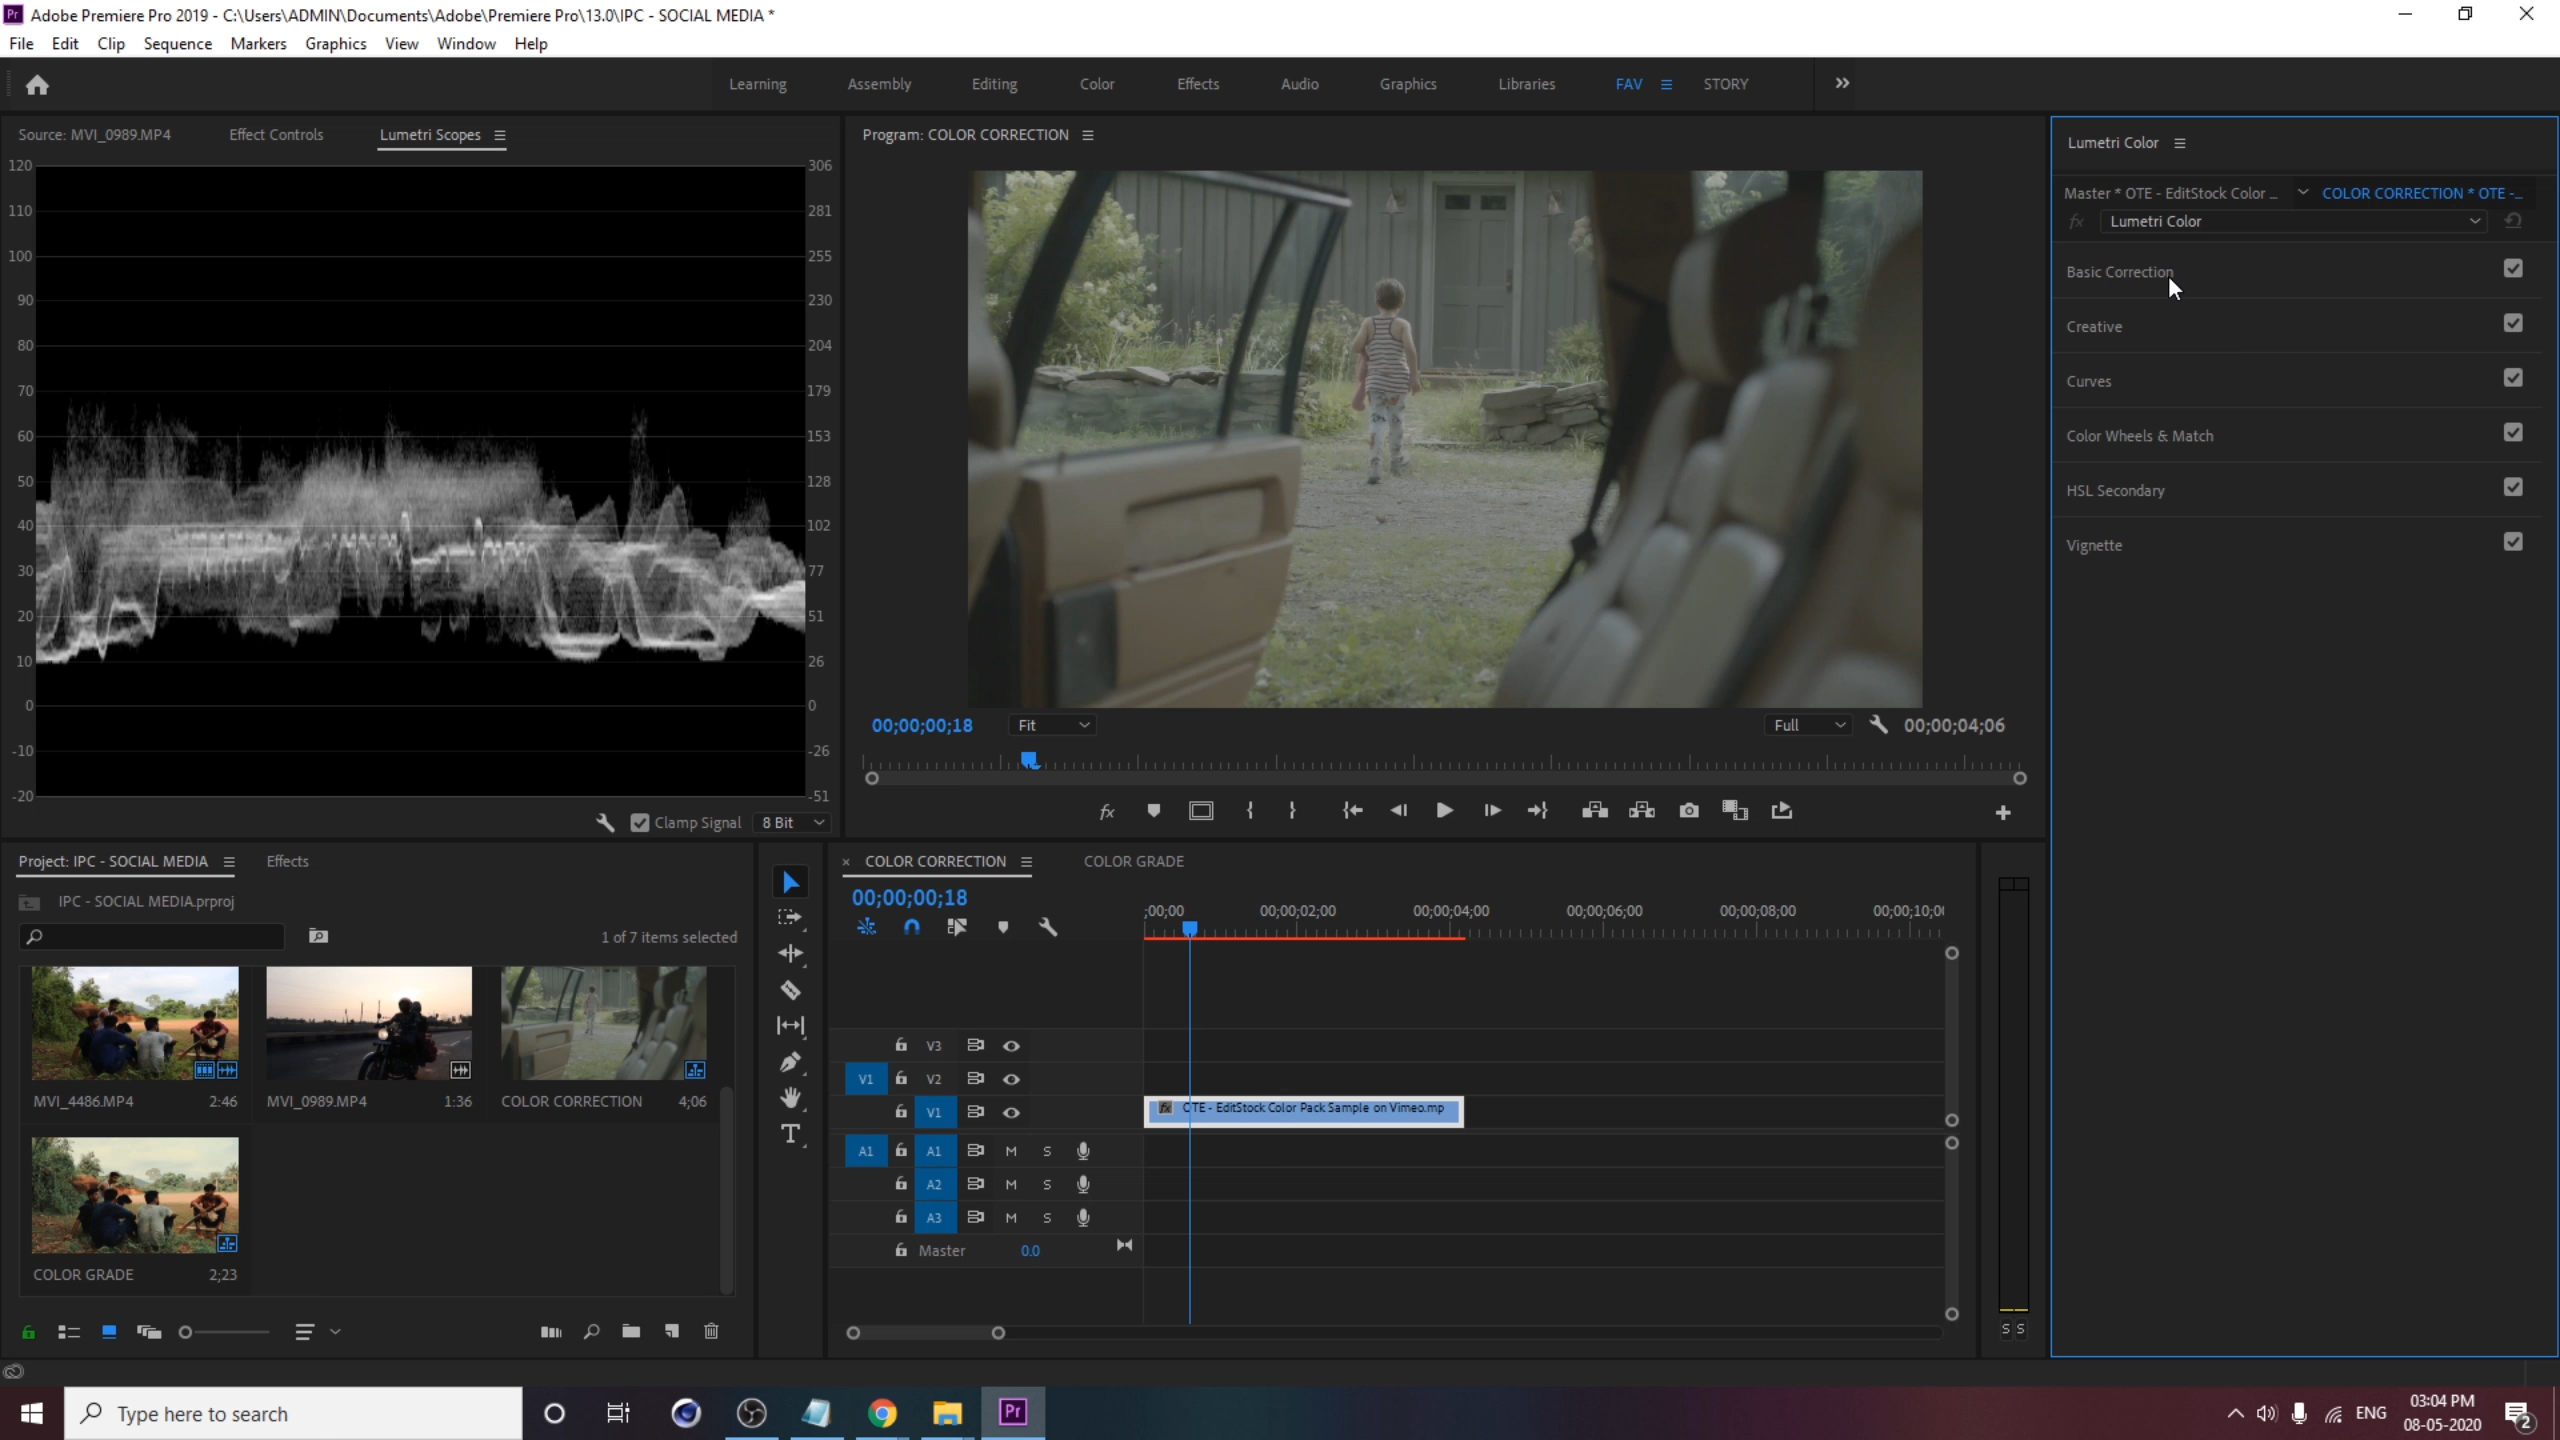 Adobe Premiere Pro 2019 - C:\Users\ADMIN\Documents\Adobe\Premiere Pro\13.0\IPC - SOCIAL MEDIA *
File Edit Clip Sequence Markers Graphics View Window Help
Learning Assembly Editing Color Effects Audio Graphics Libraries FAV STORY
Source: MVI_0989.MP4 Effect Controls Lumetri Scopes
120 306
110 281
100 255
90 230
80 204
70 179
60 153
50 128
40 102
30 77
20 51
10 26
0 0
-10 -26
-20 -51
Clamp Signal 8 Bit
Program: COLOR CORRECTION
00;00;00;18 Fit Full 00;00;04;06
Lumetri Color
Master * OTE - EditStock Color ... COLOR CORRECTION * OTE -...
fx Lumetri Color
Basic Correction
Creative
Curves
Color Wheels & Match
HSL Secondary
Vignette
Project: IPC - SOCIAL MEDIA Effects
IPC - SOCIAL MEDIA.prproj
1 of 7 items selected
MVI_4486.MP4 2:46 MVI_0989.MP4 1:36 COLOR CORRECTION 4;06
COLOR GRADE 2;23
× COLOR CORRECTION COLOR GRADE
00;00;00;18
;00;00 00;00;02;00 00;00;04;00 00;00;06;00 00;00;08;00 00;00;10;0
V3
V1 V2
V1 fx OTE - EditStock Color Pack Sample on Vimeo.mp
A1 A1 M S
A2 M S
A3 M S
Master 0.0
S S
Type here to search
Pr
ENG
03:04 PM
08-05-2020
2